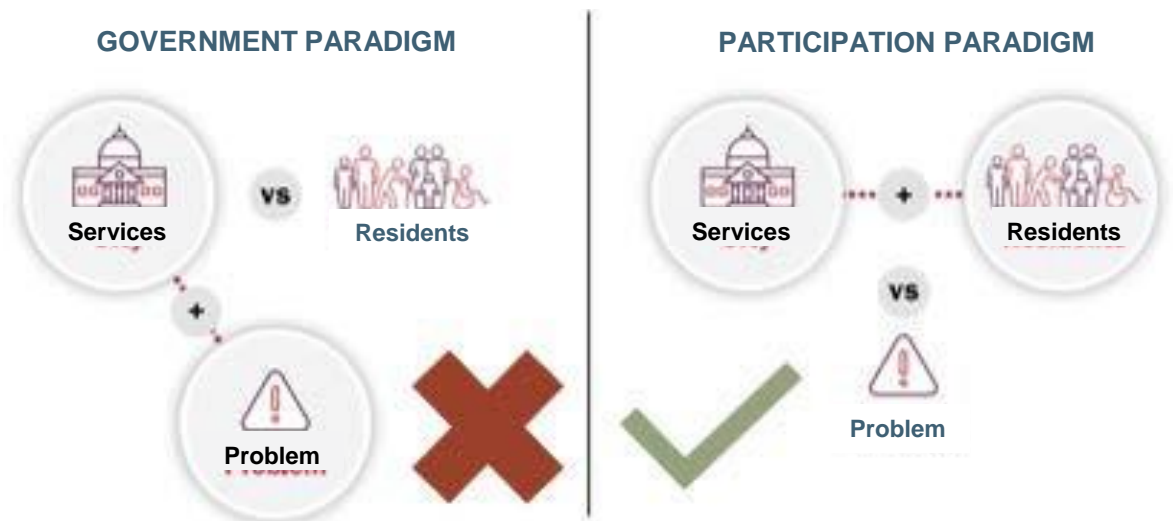 GOVERNMENT PARADIGM
Services
vs
Residents
+
Problem
PARTICIPATION PARADIGM
Services
+
Residents
vs
Problem